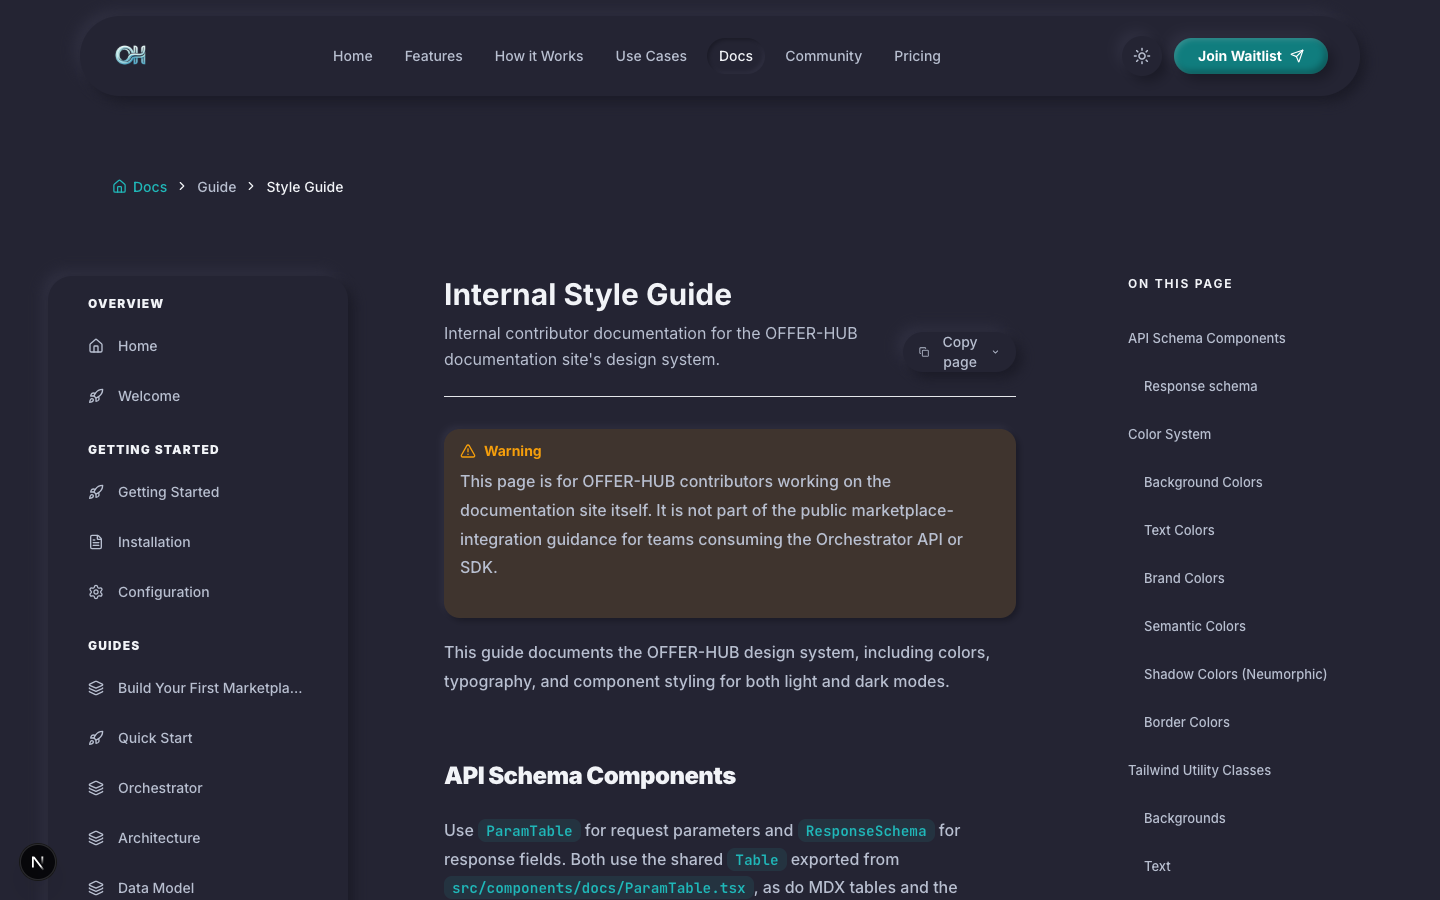 OH
Home
Features
How it Works
Use Cases
Docs
Community
Pricing
Join Waitlist
Docs
Guide
Style Guide
OVERVIEW
Home
Welcome
GETTING STARTED
Getting Started
Installation
Configuration
GUIDES
Build Your First Marketpla...
Quick Start
Orchestrator
Architecture
Data Model
N
Internal Style Guide
Internal contributor documentation for the OFFER-HUB
documentation site's design system.
Copy
page
Warning
This page is for OFFER-HUB contributors working on the
documentation site itself. It is not part of the public marketplace-
integration guidance for teams consuming the Orchestrator API or
SDK.
This guide documents the OFFER-HUB design system, including colors,
typography, and component styling for both light and dark modes.
API Schema Components
Use ParamTable for request parameters and ResponseSchema for
response fields. Both use the shared Table exported from
src/components/docs/ParamTable.tsx, as do MDX tables and the
ON THIS PAGE
API Schema Components
Response schema
Color System
Background Colors
Text Colors
Brand Colors
Semantic Colors
Shadow Colors (Neumorphic)
Border Colors
Tailwind Utility Classes
Backgrounds
Text